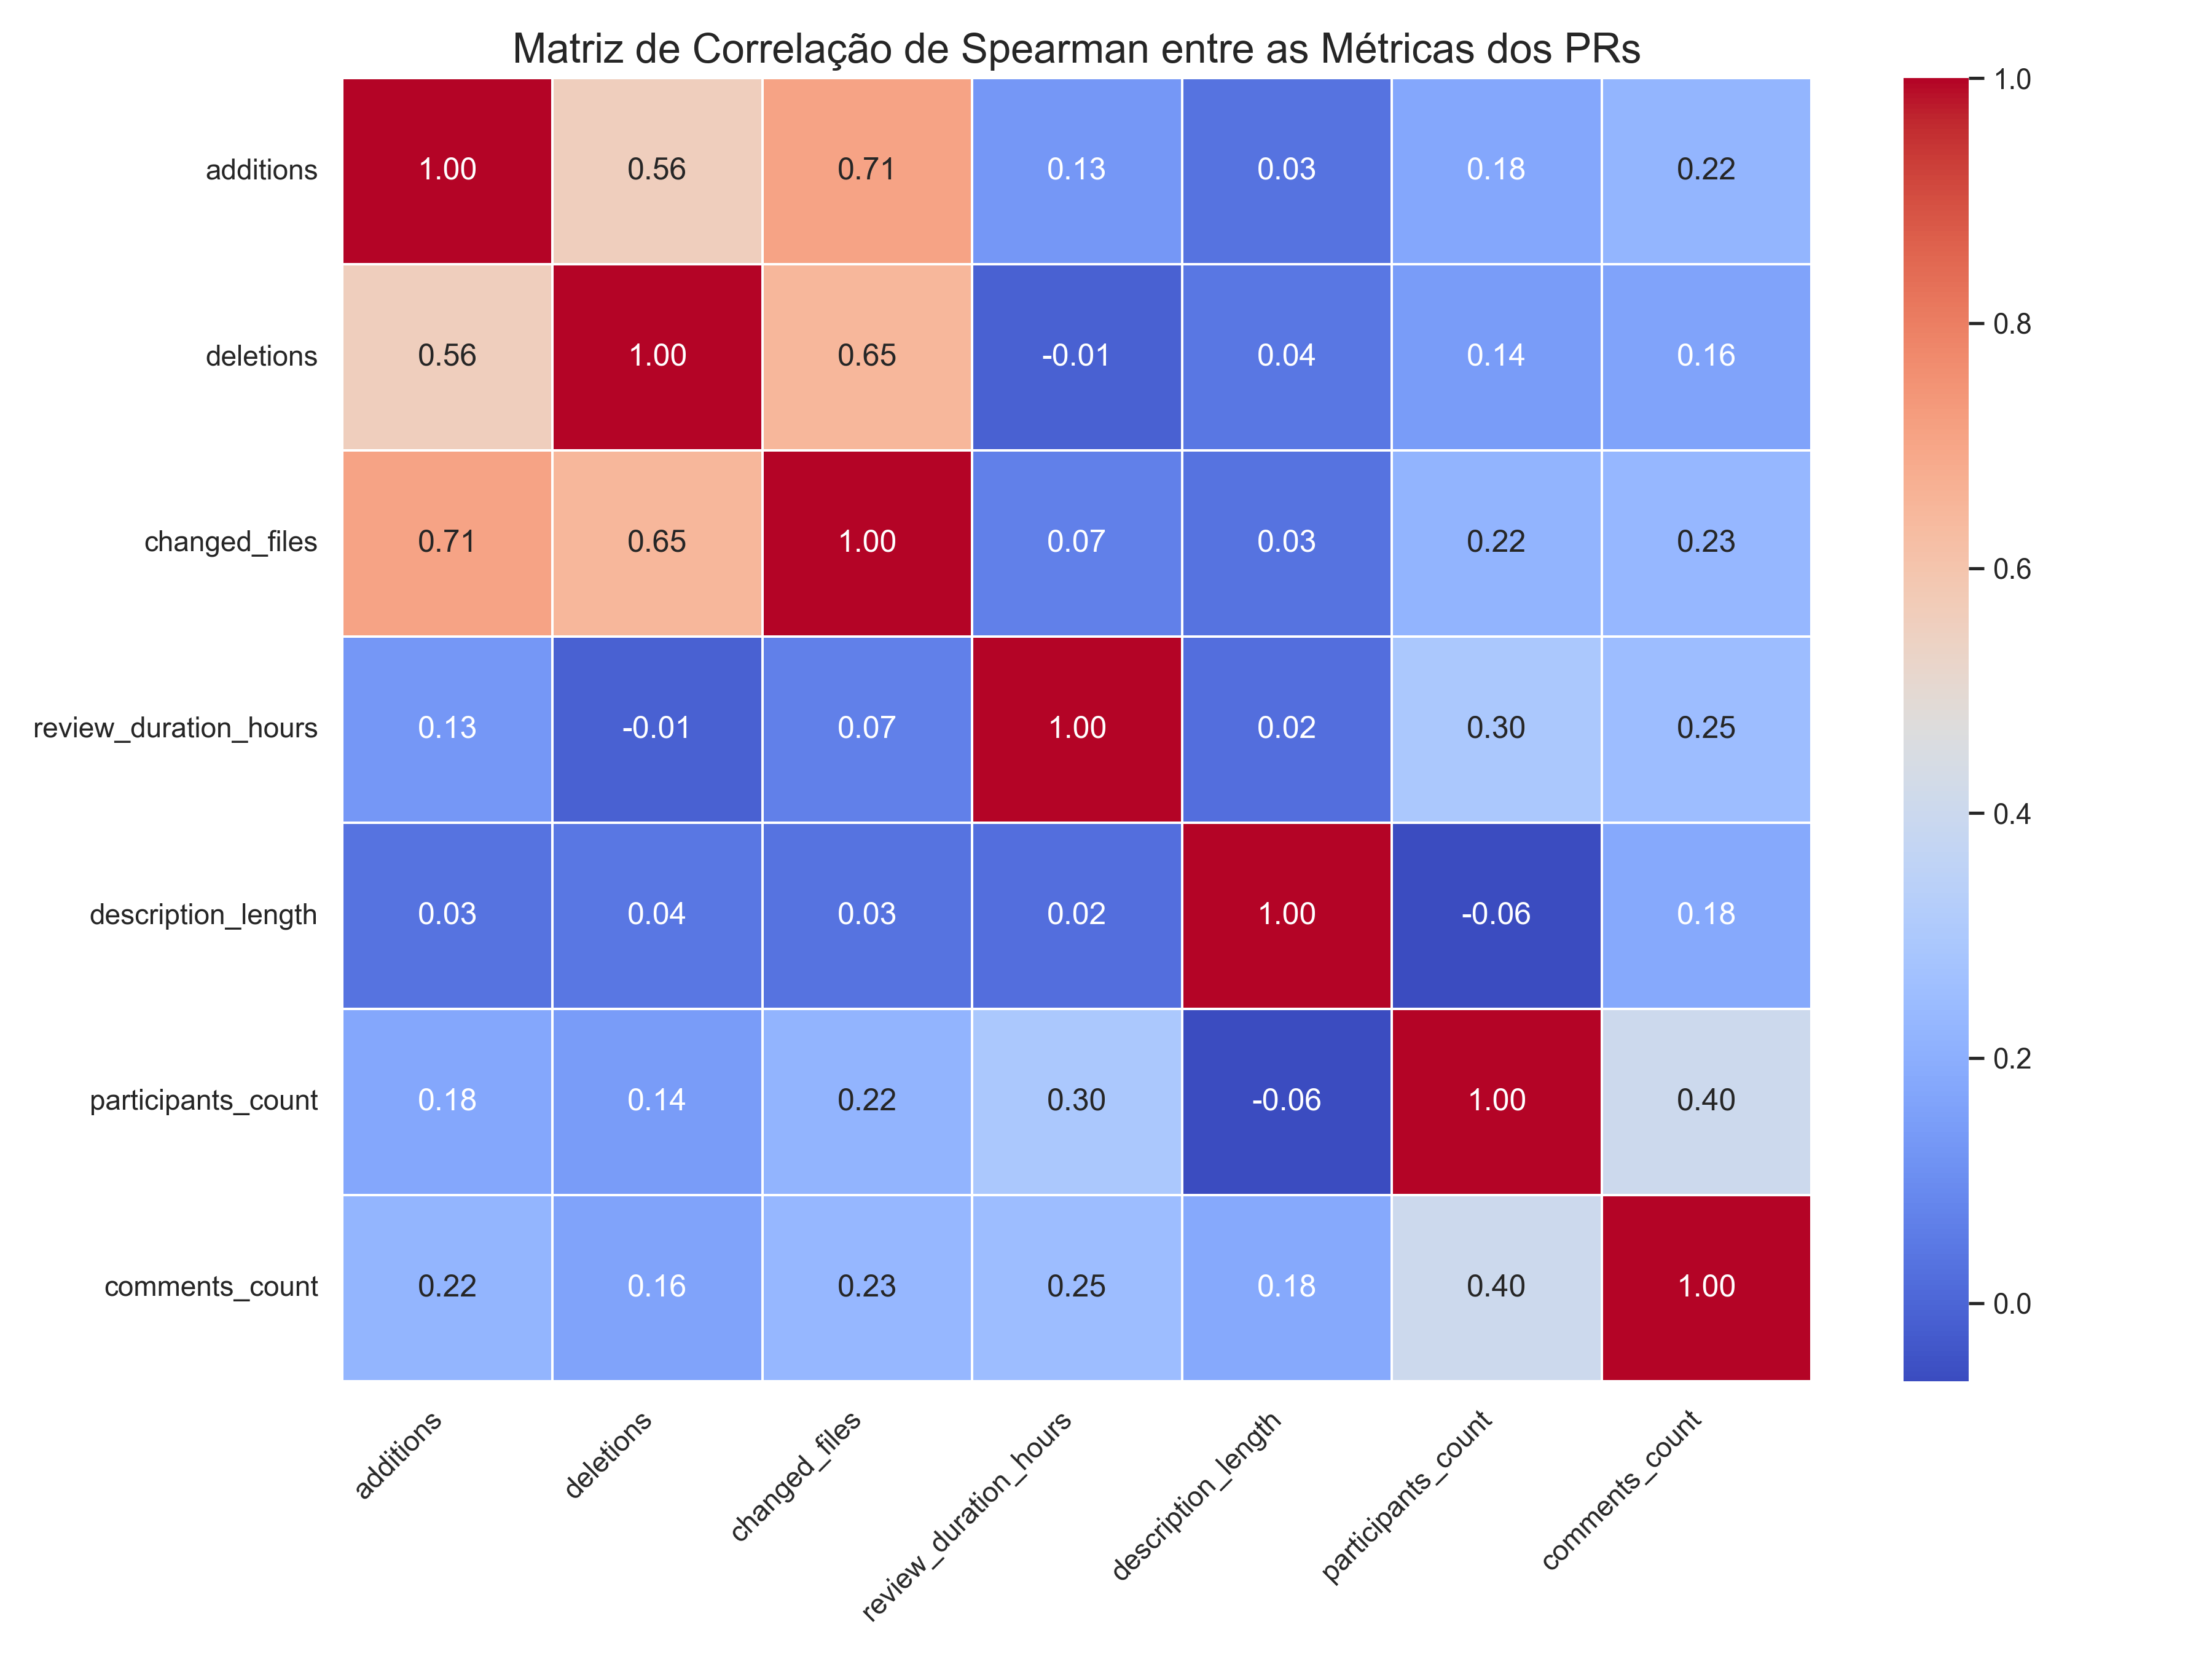 Matriz de Correlação de Spearman entre as Métricas dos PRs
additions 1.00 0.56 0.71 0.13 0.03 0.18 0.22
deletions 0.56 1.00 0.65 -0.01 0.04 0.14 0.16
changed_files 0.71 0.65 1.00 0.07 0.03 0.22 0.23
review_duration_hours 0.13 -0.01 0.07 1.00 0.02 0.30 0.25
description_length 0.03 0.04 0.03 0.02 1.00 -0.06 0.18
participants_count 0.18 0.14 0.22 0.30 -0.06 1.00 0.40
comments_count 0.22 0.16 0.23 0.25 0.18 0.40 1.00
additions deletions changed_files review_duration_hours description_length participants_count comments_count
1.0
0.8
0.6
0.4
0.2
0.0